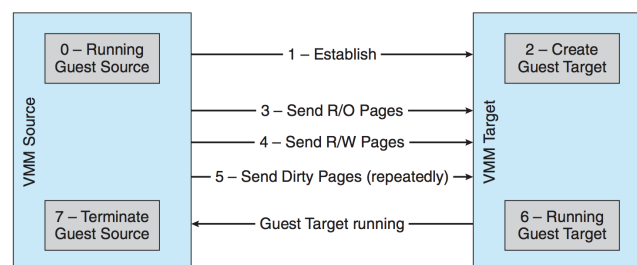 0 – Running
Guest Source
1 – Establish
2 – Create
Guest Target
3 – Send R/O Pages
VMM Source
4 – Send R/W Pages
VMM Target
5 – Send Dirty Pages (repeatedly)
7 – Terminate
Guest Source
Guest Target running
6 – Running
Guest Target